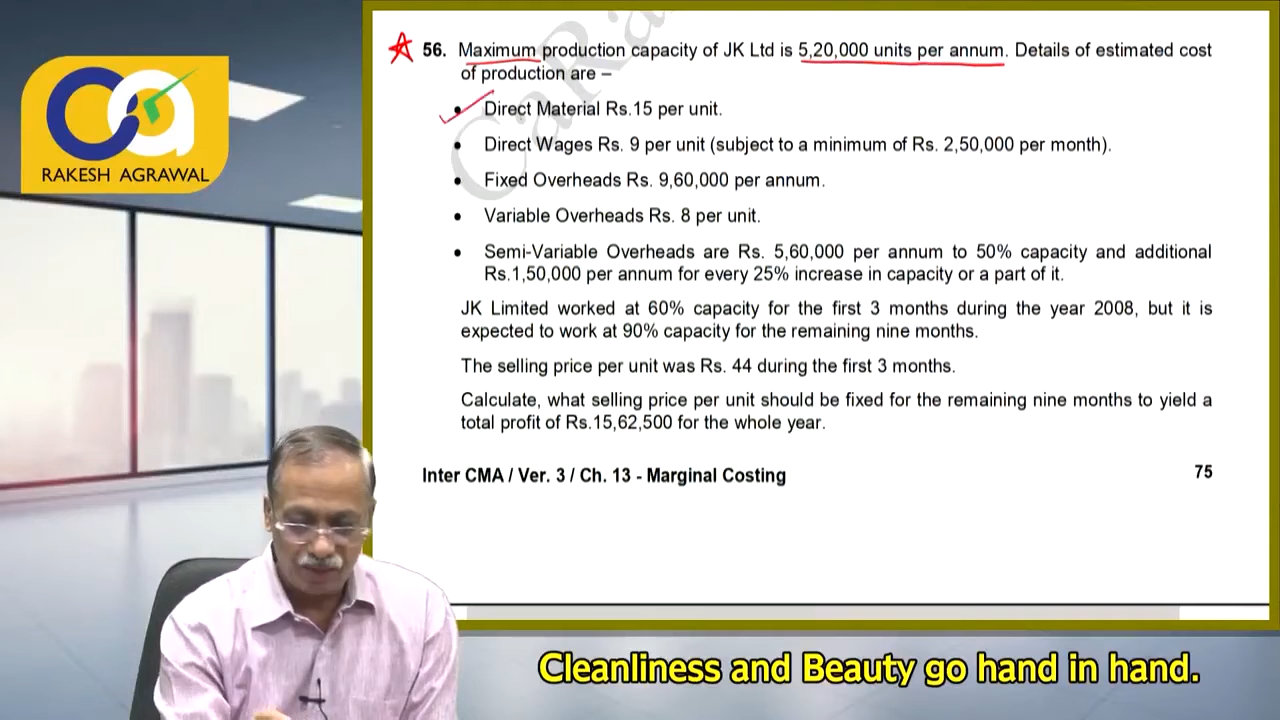 RAKESH AGRAWAL
56. Maximum production capacity of JK Ltd is 5,20,000 units per annum. Details of estimated cost
of production are –
• Direct Material Rs.15 per unit.
• Direct Wages Rs. 9 per unit (subject to a minimum of Rs. 2,50,000 per month).
• Fixed Overheads Rs. 9,60,000 per annum.
• Variable Overheads Rs. 8 per unit.
• Semi-Variable Overheads are Rs. 5,60,000 per annum to 50% capacity and additional
Rs.1,50,000 per annum for every 25% increase in capacity or a part of it.
JK Limited worked at 60% capacity for the first 3 months during the year 2008, but it is
expected to work at 90% capacity for the remaining nine months.
The selling price per unit was Rs. 44 during the first 3 months.
Calculate, what selling price per unit should be fixed for the remaining nine months to yield a
total profit of Rs.15,62,500 for the whole year.
Inter CMA / Ver. 3 / Ch. 13 - Marginal Costing 75
Cleanliness and Beauty go hand in hand.